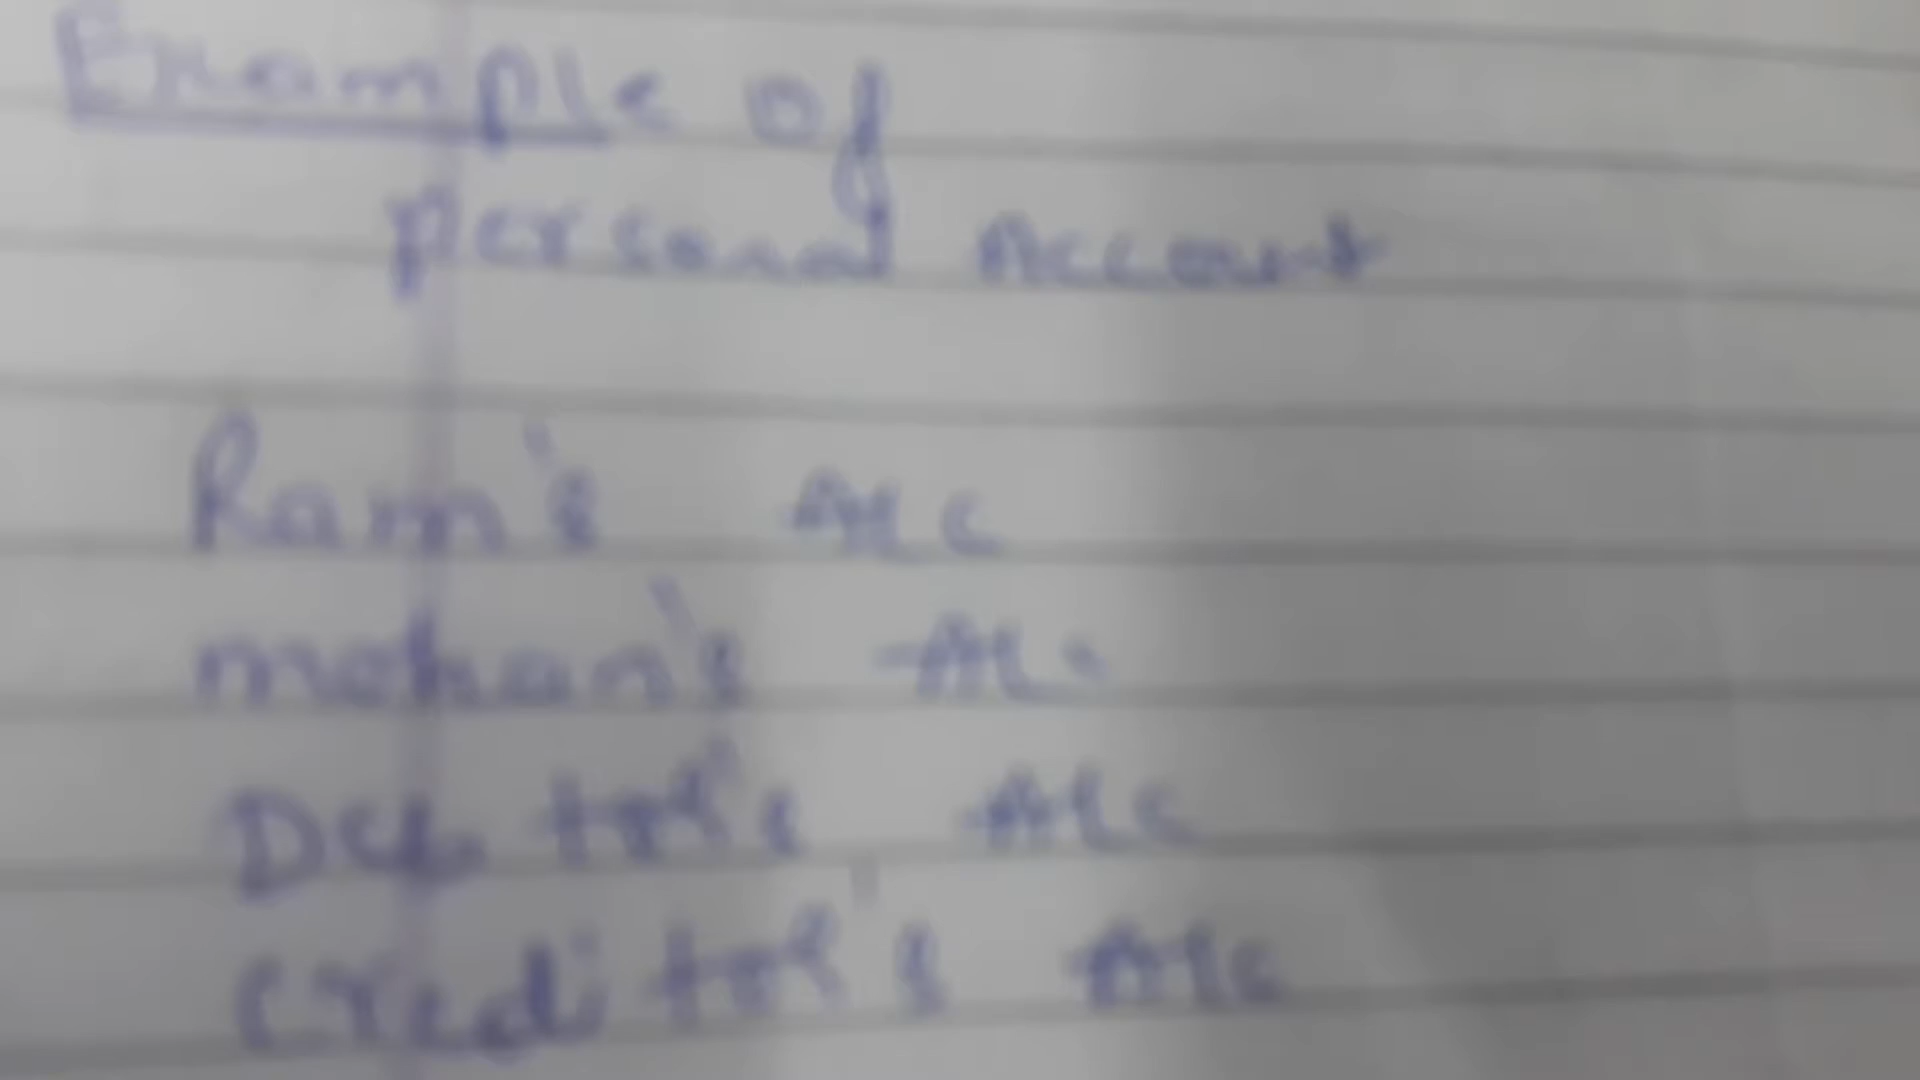 Example of
personal Account
Ram's A/c
mohan's A/c
Debtor's A/c
Creditor's A/c